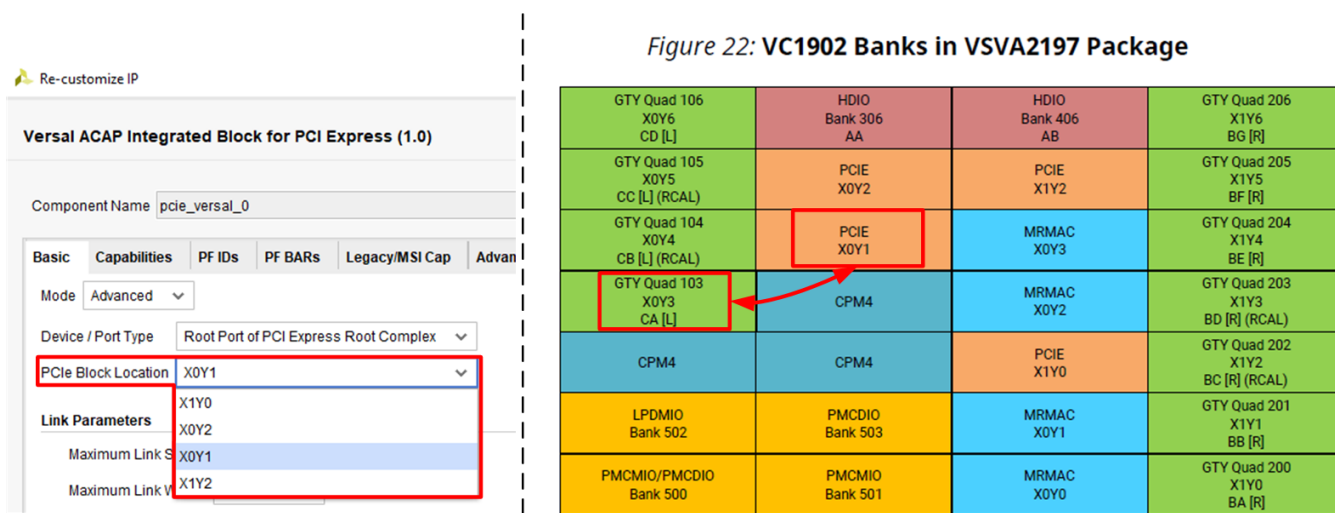 Re-customize IP
Versal ACAP Integrated Block for PCI Express (1.0)
Component Name pcie_versal_0
Basic Capabilities PF IDs PF BARs Legacy/MSI Cap Advan
Mode Advanced
Device / Port Type Root Port of PCI Express Root Complex
PCIe Block Location X0Y1
X1Y0
Link Parameters
X0Y2
Maximum Link S
X0Y1
Maximum Link W
X1Y2
Figure 22: VC1902 Banks in VSVA2197 Package
GTY Quad 106
X0Y6
CD [L]
HDIO
Bank 306
AA
HDIO
Bank 406
AB
GTY Quad 206
X1Y6
BG [R]
GTY Quad 105
X0Y5
CC [L] (RCAL)
PCIE
X0Y2
PCIE
X1Y2
GTY Quad 205
X1Y5
BF [R]
GTY Quad 104
X0Y4
CB [L] (RCAL)
PCIE
X0Y1
MRMAC
X0Y3
GTY Quad 204
X1Y4
BE [R]
GTY Quad 103
X0Y3
CA [L]
CPM4
MRMAC
X0Y2
GTY Quad 203
X1Y3
BD [R] (RCAL)
CPM4
CPM4
PCIE
X1Y0
GTY Quad 202
X1Y2
BC [R] (RCAL)
LPDMIO
Bank 502
PMCDIO
Bank 503
MRMAC
X0Y1
GTY Quad 201
X1Y1
BB [R]
PMCMIO/PMCDIO
Bank 500
PMCMIO
Bank 501
MRMAC
X0Y0
GTY Quad 200
X1Y0
BA [R]